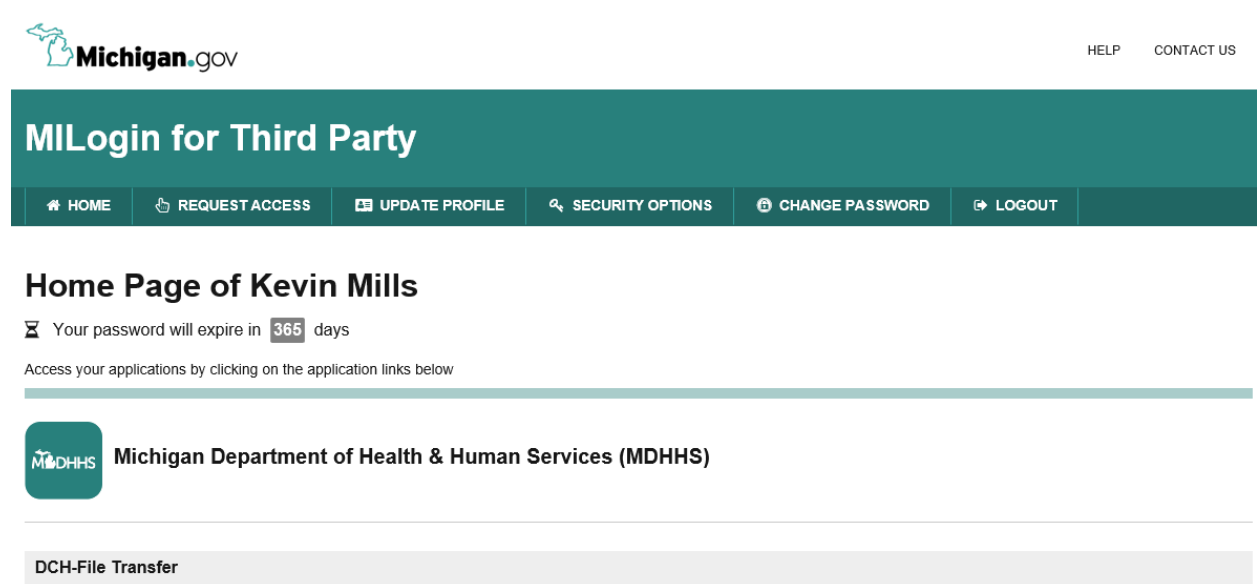 Michigan.gov
HELP CONTACT US
MILogin for Third Party
HOME REQUEST ACCESS UPDATE PROFILE SECURITY OPTIONS CHANGE PASSWORD LOGOUT
Home Page of Kevin Mills
Your password will expire in 365 days
Access your applications by clicking on the application links below
MDHHS
Michigan Department of Health & Human Services (MDHHS)
DCH-File Transfer